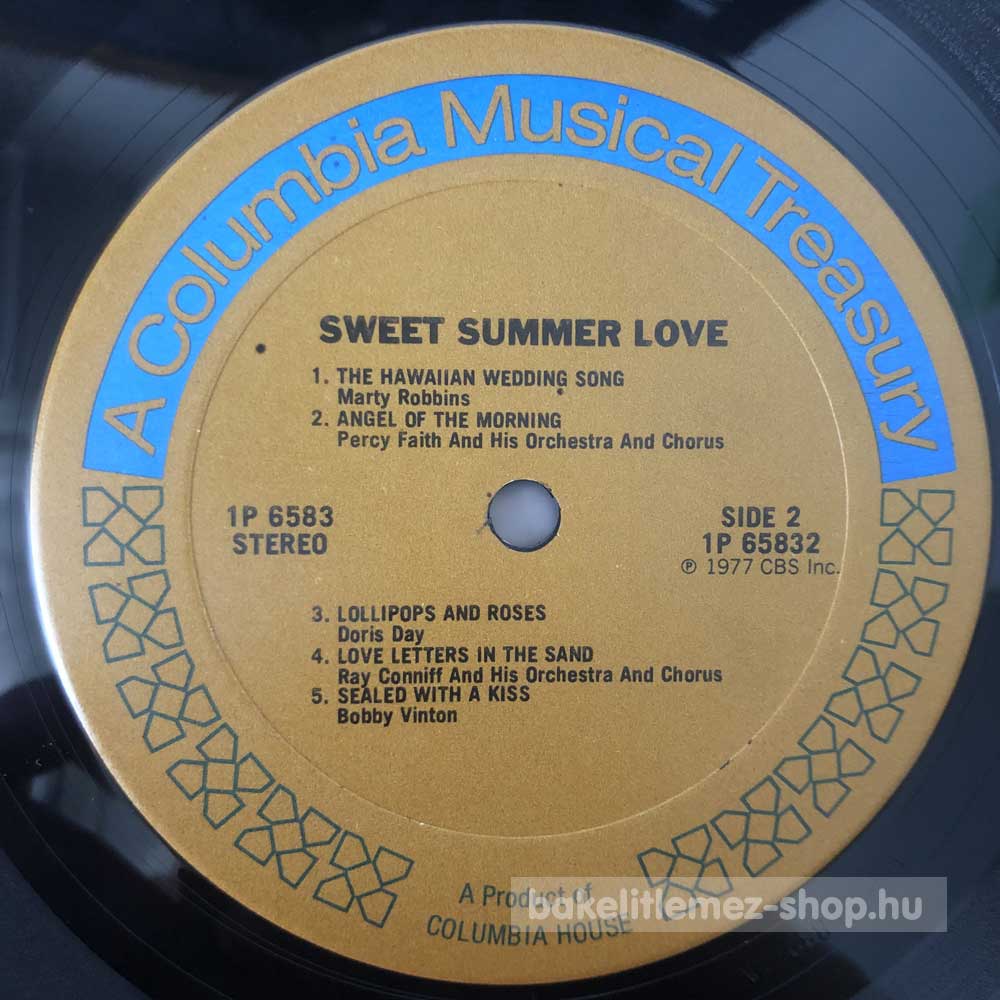 A Columbia Musical Treasury
SWEET SUMMER LOVE
1. THE HAWAIIAN WEDDING SONG
Marty Robbins
2. ANGEL OF THE MORNING
Percy Faith And His Orchestra And Chorus
1P 6583
STEREO
SIDE 2
1P 65832
℗ 1977 CBS Inc.
3. LOLLIPOPS AND ROSES
Doris Day
4. LOVE LETTERS IN THE SAND
Ray Conniff And His Orchestra And Chorus
5. SEALED WITH A KISS
Bobby Vinton
A Product of
COLUMBIA HOUSE
bakelitlemez-shop.hu